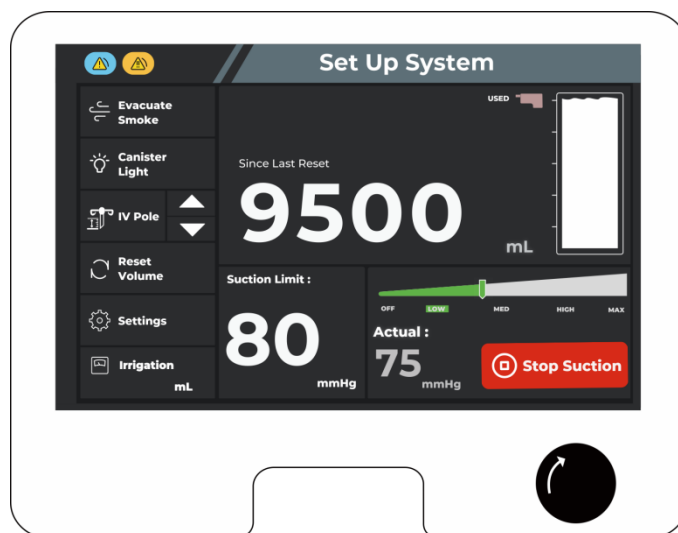 Set Up System
Evacuate
Smoke
Canister
Light
IV Pole
Reset
Volume
Settings
Irrigation
mL
USED
Since Last Reset
9500
mL
Suction Limit :
80
mmHg
OFF LOW MED HIGH MAX
Actual :
75
mmHg
Stop Suction